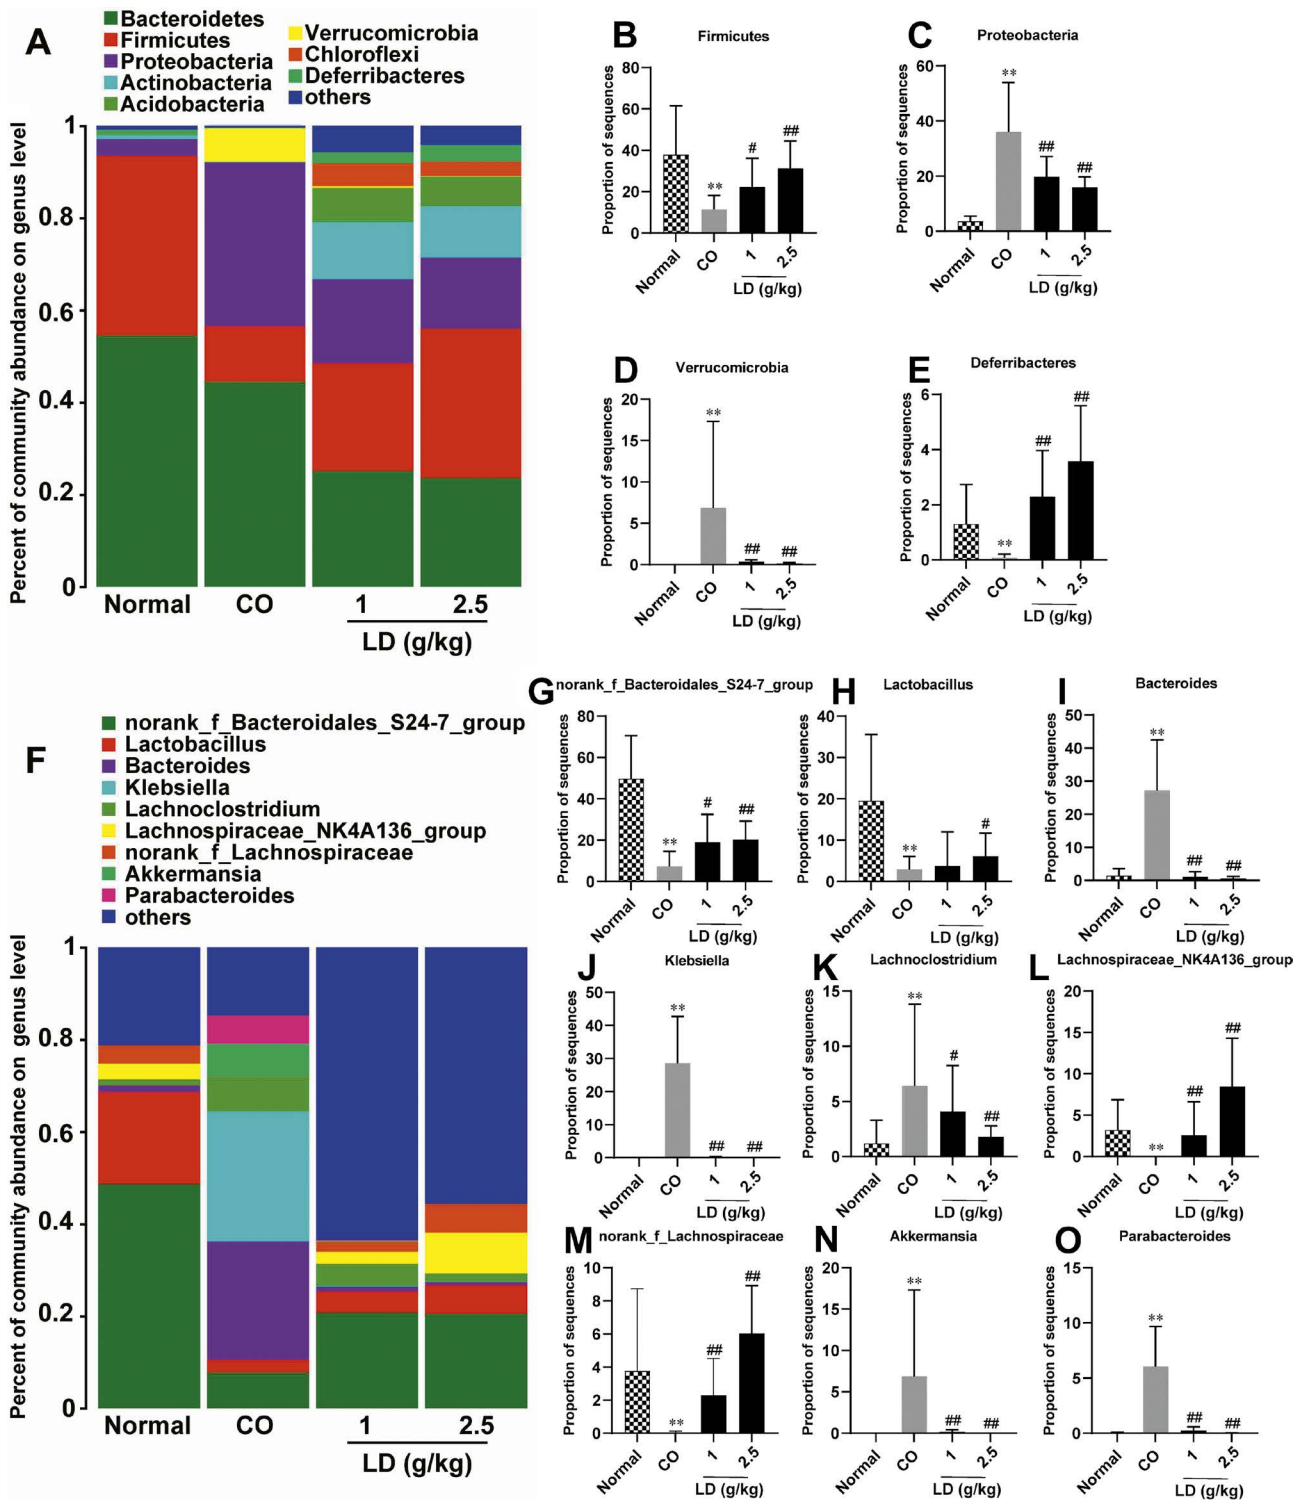 A
Bacteroidetes
Firmicutes
Proteobacteria
Actinobacteria
Acidobacteria
Verrucomicrobia
Chloroflexi
Deferribacteres
others
Percent of community abundance on genus level
1
0.8
0.6
0.4
0.2
0
Normal CO 1 2.5
LD (g/kg)
B
Firmicutes
Proportion of sequences
80
60
40
20
0
** # ##
Normal CO 1 2.5
LD (g/kg)
C
Proteobacteria
Proportion of sequences
60
40
20
0
** ## ##
Normal CO 1 2.5
LD (g/kg)
D
Verrucomicrobia
Proportion of sequences
20
15
10
5
0
** ## ##
Normal CO 1 2.5
LD (g/kg)
E
Deferribacteres
Proportion of sequences
6
4
2
0
** ## ##
Normal CO 1 2.5
LD (g/kg)
F
norank_f_Bacteroidales_S24-7_group
Lactobacillus
Bacteroides
Klebsiella
Lachnoclostridium
Lachnospiraceae_NK4A136_group
norank_f_Lachnospiraceae
Akkermansia
Parabacteroides
others
Percent of community abundance on genus level
1
0.8
0.6
0.4
0.2
0
Normal CO 1 2.5
LD (g/kg)
G
norank_f_Bacteroidales_S24-7_group
Proportion of sequences
80
60
40
20
0
** # ##
Normal CO 1 2.5
LD (g/kg)
H
Lactobacillus
Proportion of sequences
40
30
20
10
0
** #
Normal CO 1 2.5
LD (g/kg)
I
Bacteroides
Proportion of sequences
50
40
30
20
10
0
** ## ##
Normal CO 1 2.5
LD (g/kg)
J
Klebsiella
Proportion of sequences
50
40
30
20
10
0
** ## ##
Normal CO 1 2.5
LD (g/kg)
K
Lachnoclostridium
Proportion of sequences
15
10
5
0
** # ##
Normal CO 1 2.5
LD (g/kg)
L
Lachnospiraceae_NK4A136_group
Proportion of sequences
20
15
10
5
0
** ## ##
Normal CO 1 2.5
LD (g/kg)
M
norank_f_Lachnospiraceae
Proportion of sequences
10
8
6
4
2
0
** ## ##
Normal CO 1 2.5
LD (g/kg)
N
Akkermansia
Proportion of sequences
20
15
10
5
0
** ## ##
Normal CO 1 2.5
LD (g/kg)
O
Parabacteroides
Proportion of sequences
15
10
5
0
** ## ##
Normal CO 1 2.5
LD (g/kg)